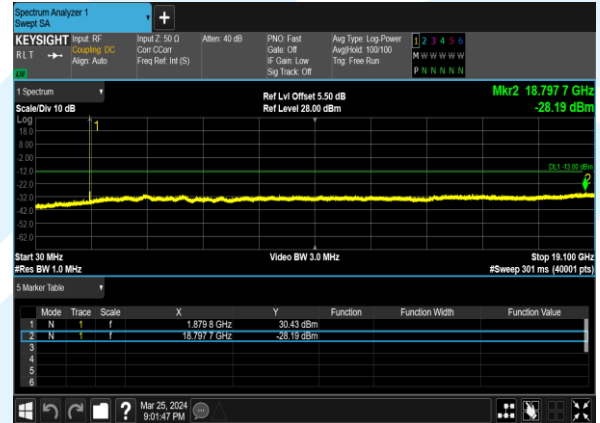 Spectrum Analyzer 1
Swept SA
+
KEYSIGHT Input: RF Input Z: 50 Ω Atten: 40 dB PNO: Fast Avg Type: Log-Power 1 2 3 4 5 6
RLT Coupling: DC Corr CCorr Gate: Off Avg|Hold: 100/100 M W W W W W
Align: Auto Freq Ref: Int (S) IF Gain: Low Trig: Free Run P N N N N N
LW Sig Track: Off
1 Spectrum Ref Lvl Offset 5.50 dB Mkr2 18.797 7 GHz
Scale/Div 10 dB Ref Level 28.00 dBm -28.19 dBm
Log
18.0 1
8.00
-2.00
-12.0 DL1 -13.00 dBm
-22.0 2
-32.0
-42.0
-52.0
-62.0
Start 30 MHz Video BW 3.0 MHz Stop 19.100 GHz
#Res BW 1.0 MHz #Sweep 301 ms (40001 pts)
5 Marker Table
Mode Trace Scale X Y Function Function Width Function Value
1 N 1 f 1.879 8 GHz 30.43 dBm
2 N 1 f 18.797 7 GHz -28.19 dBm
3
4
5
6
? Mar 25, 2024
9:01:47 PM